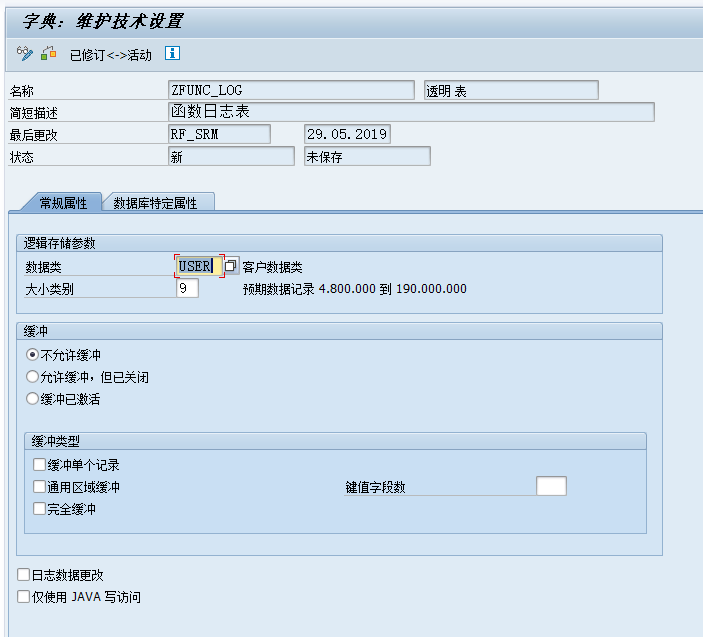 字典：维护技术设置
已修订<->活动
名称 ZFUNC_LOG 透明 表
简短描述 函数日志表
最后更改 RF_SRM 29.05.2019
状态 新 未保存
常规属性 数据库特定属性
逻辑存储参数
数据类 USER 客户数据类
大小类别 9 预期数据记录 4.800.000 到 190.000.000
缓冲
不允许缓冲
允许缓冲，但已关闭
缓冲已激活
缓冲类型
缓冲单个记录
通用区域缓冲 键值字段数
完全缓冲
日志数据更改
仅使用 JAVA 写访问